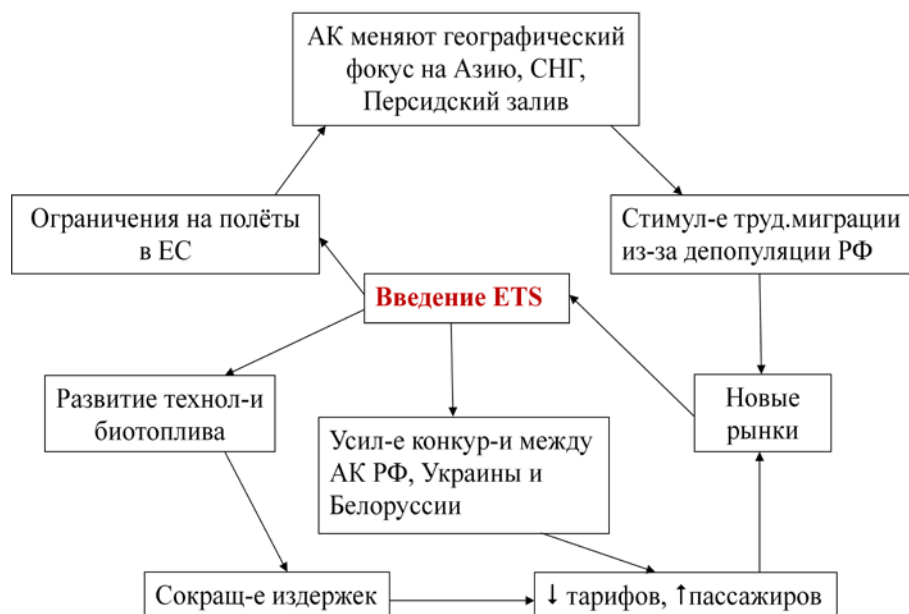 АК меняют географический
фокус на Азию, СНГ,
Персидский залив
Ограничения на полёты
в ЕС
Стимул-е труд.миграции
из-за депопуляции РФ
Введение ETS
Развитие технол-и
биотоплива
Усил-е конкур-и между
АК РФ, Украины и
Белоруссии
Новые
рынки
Сокращ-е издержек
↓ тарифов, ↑пассажиров